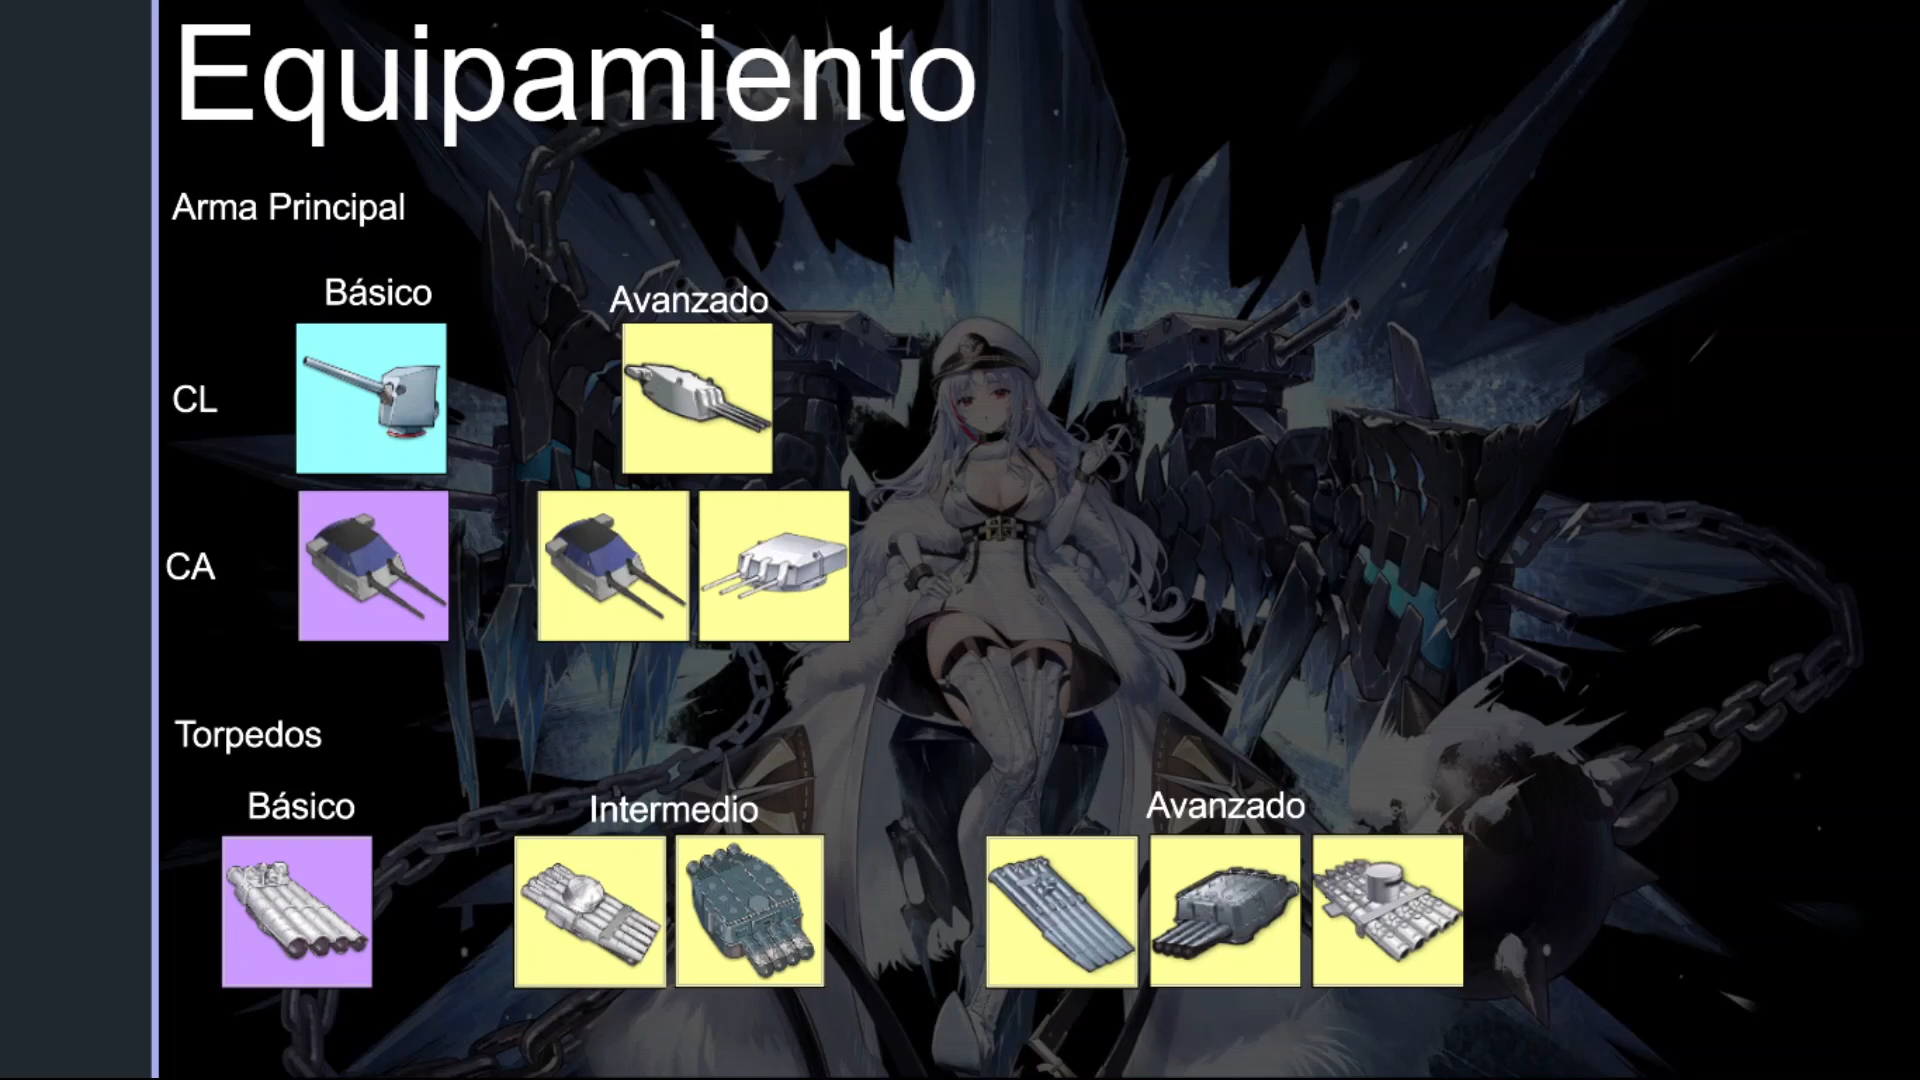 Equipamiento
Arma Principal
Básico
Avanzado
CL
CA
Torpedos
Básico
Intermedio
Avanzado